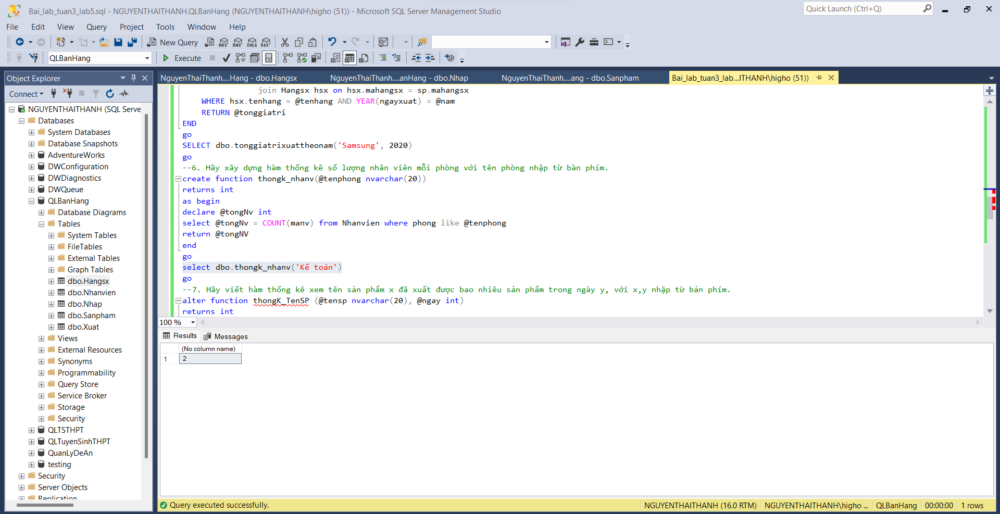 Bai_lab_tuan3_lab5.sql - NGUYENTHAITHANH.QLBanHang (NGUYENTHAITHANH\higho (51)) - Microsoft SQL Server Management Studio
Quick Launch (Ctrl+Q)
File Edit View Query Project Tools Window Help
New Query
MDX DMX XMLA DAX
QLBanHang
Execute
Object Explorer
Connect
NGUYENTHAITHANH (SQL Serve
Databases
System Databases
Database Snapshots
AdventureWorks
DWConfiguration
DWDiagnostics
DWQueue
QLBanHang
Database Diagrams
Tables
System Tables
FileTables
External Tables
Graph Tables
dbo.Hangsx
dbo.Nhanvien
dbo.Nhap
dbo.Sanpham
dbo.Xuat
Views
External Resources
Synonyms
Programmability
Query Store
Service Broker
Storage
Security
QLTSTHPT
QLTuyenSinhTHPT
QuanLyDeAn
testing
Security
Server Objects
Replication
NguyenThaiThanh....Hang - dbo.Hangsx
NguyenThaiThanh....anHang - dbo.Nhap
NguyenThaiThanh....ang - dbo.Sanpham
Bai_lab_tuan3_lab...ITHANH\higho (51))
join Hangsx hsx on hsx.mahangsx = sp.mahangsx
WHERE hsx.tenhang = @tenhang AND YEAR(ngayxuat) = @nam
RETURN @tonggiatri
END
go
SELECT dbo.tonggiatrixuattheonam('Samsung', 2020)
go
--6. Hãy xây dựng hàm thống kê số lượng nhân viên mỗi phòng với tên phòng nhập từ bàn phím.
create function thongk_nhanv(@tenphong nvarchar(20))
returns int
as begin
declare @tongNv int
select @tongNv = COUNT(manv) from Nhanvien where phong like @tenphong
return @tongNV
end
go
select dbo.thongk_nhanv('Kế toán')
go
--7. Hãy viết hàm thống kê xem tên sản phẩm x đã xuất được bao nhiêu sản phẩm trong ngày y, với x,y nhập từ bản phím.
alter function thongK_TenSP (@tensp nvarchar(20), @ngay int)
returns int
100 %
Results Messages
(No column name)
1 2
Query executed successfully.
NGUYENTHAITHANH (16.0 RTM) NGUYENTHAITHANH\higho ... QLBanHang 00:00:00 1 rows